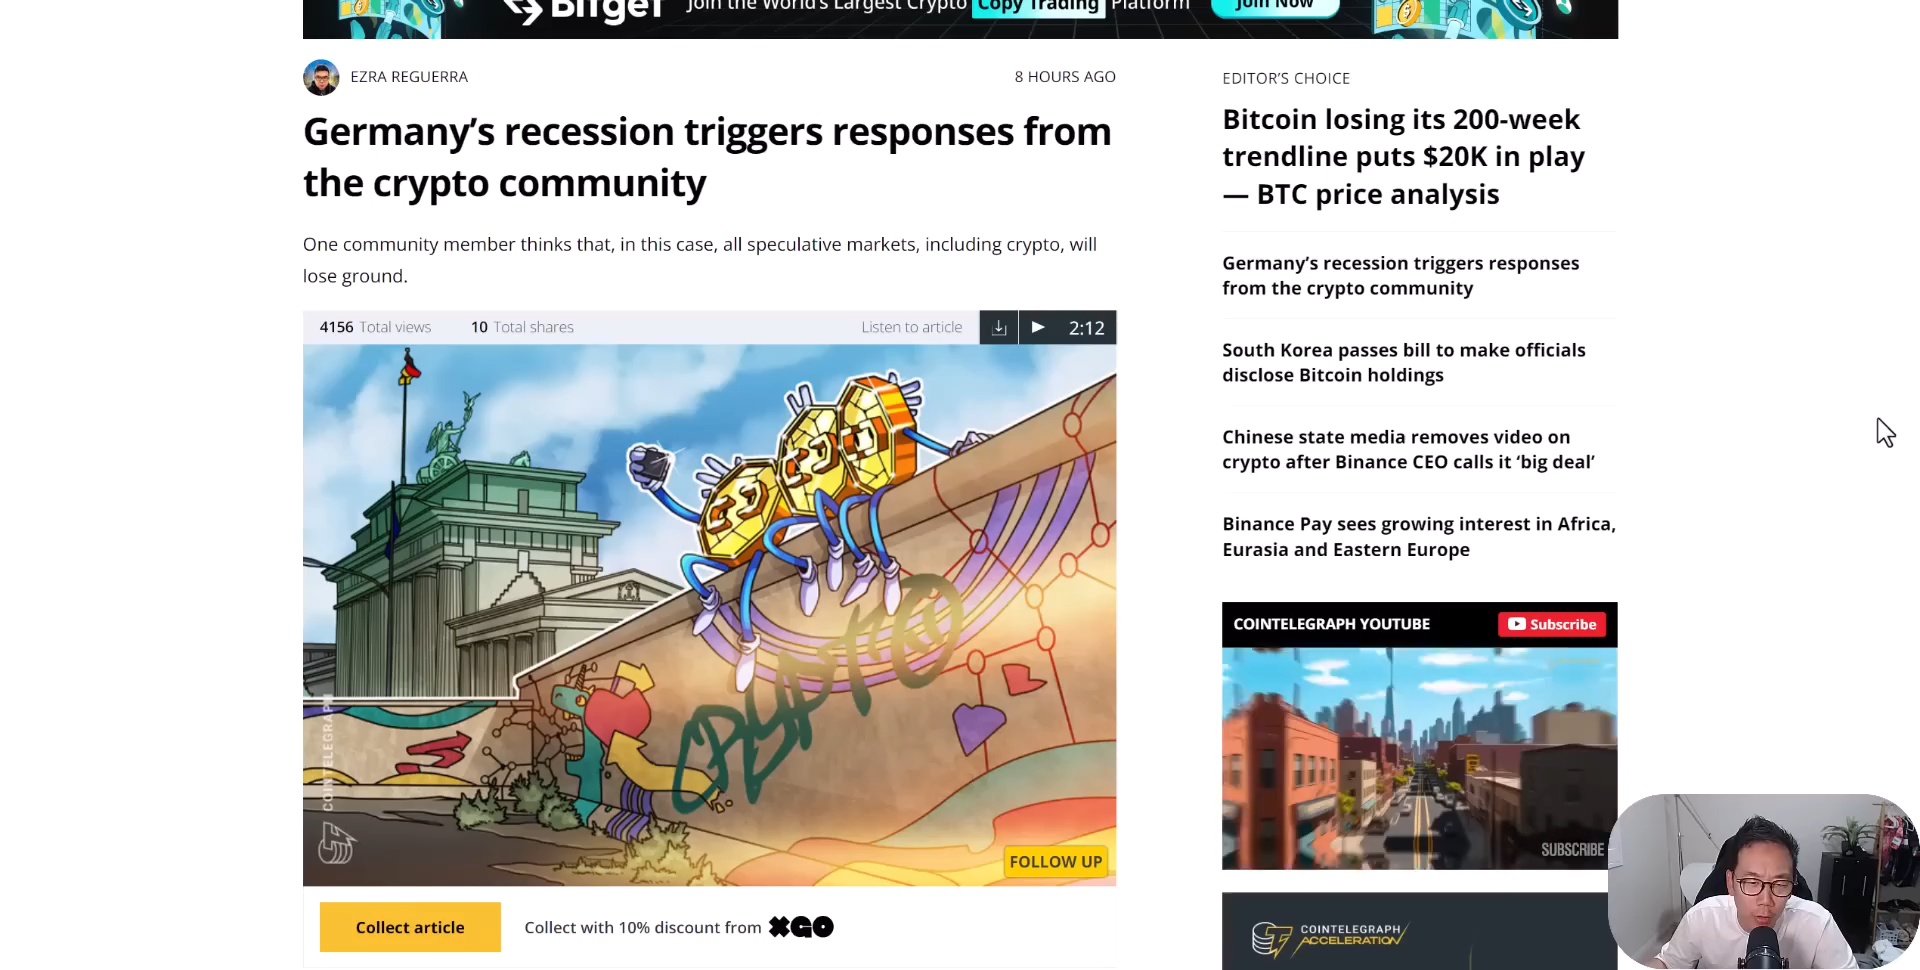 Bitget Join the World's Largest Crypto Copy Trading Platform Join Now
EZRA REGUERRA
8 HOURS AGO
Germany’s recession triggers responses from
the crypto community
One community member thinks that, in this case, all speculative markets, including crypto, will
lose ground.
4156 Total views 10 Total shares Listen to article 2:12
CRYPTO
COINTELEGRAPH
FOLLOW UP
Collect article
Collect with 10% discount from XGO
EDITOR’S CHOICE
Bitcoin losing its 200-week
trendline puts $20K in play
— BTC price analysis
Germany’s recession triggers responses
from the crypto community
South Korea passes bill to make officials
disclose Bitcoin holdings
Chinese state media removes video on
crypto after Binance CEO calls it ‘big deal’
Binance Pay sees growing interest in Africa,
Eurasia and Eastern Europe
COINTELEGRAPH YOUTUBE
Subscribe
SUBSCRIBE
COINTELEGRAPH
ACCELERATION